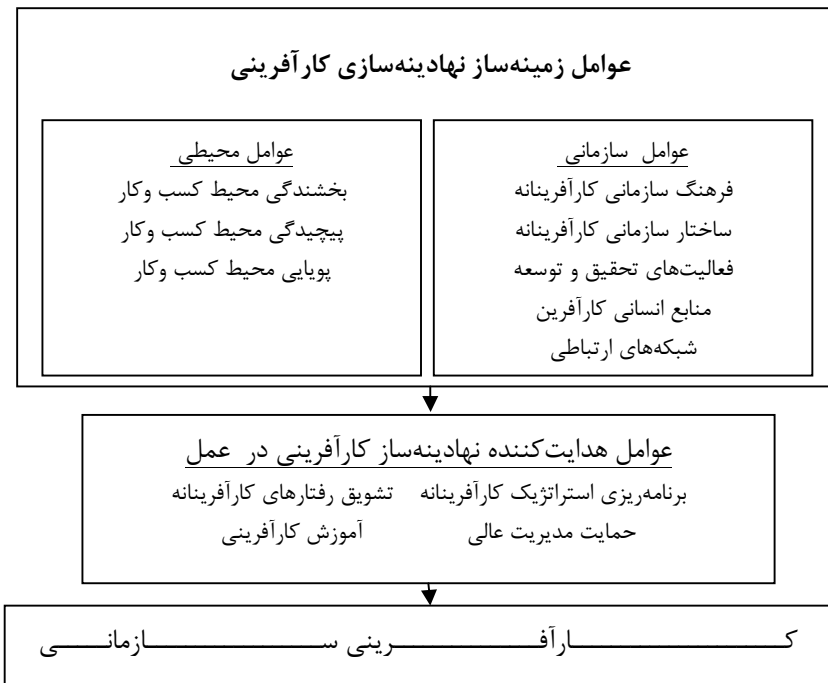 عوامل زمینه‌ساز نهادینه‌سازی کارآفرینی
عوامل سازمانی
فرهنگ سازمانی کارآفرینانه
ساختار سازمانی کارآفرینانه
فعالیت‌های تحقیق و توسعه
منابع انسانی کارآفرین
شبکه‌های ارتباطی
عوامل محیطی
بخشندگی محیط کسب وکار
پیچیدگی محیط کسب وکار
پویایی محیط کسب وکار
عوامل هدایت‌کننده نهادینه‌ساز کارآفرینی در عمل
برنامه‌ریزی استراتژیک کارآفرینانه تشویق رفتارهای کارآفرینانه
حمایت مدیریت عالی آموزش کارآفرینی
کـــــــارآفـــــــرینی ســـــــازمانـــــی